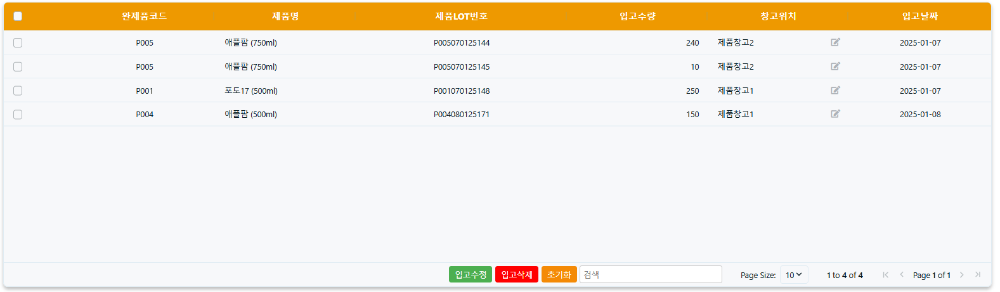 완제품코드 제품명 제품LOT번호 입고수량 창고위치 입고날짜
P005 애플팜 (750ml) P005070125144 240 제품창고2 2025-01-07
P005 애플팜 (750ml) P005070125145 10 제품창고2 2025-01-07
P001 포도17 (500ml) P001070125148 250 제품창고1 2025-01-07
P004 애플팜 (500ml) P004080125171 150 제품창고1 2025-01-08
입고수정 입고삭제 초기화 검색 Page Size: 10 1 to 4 of 4 Page 1 of 1